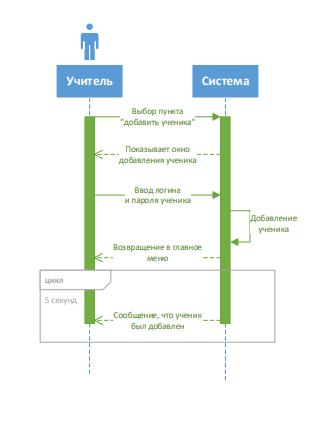 Учитель
Система
Выбор пункта
"добавить ученика"
Показывает окно
добавления ученика
Ввод логина
и пароля ученика
Добавление
ученика
Возвращение в главное
меню
цикл
5 секунд
Сообщение, что ученик
был добавлен